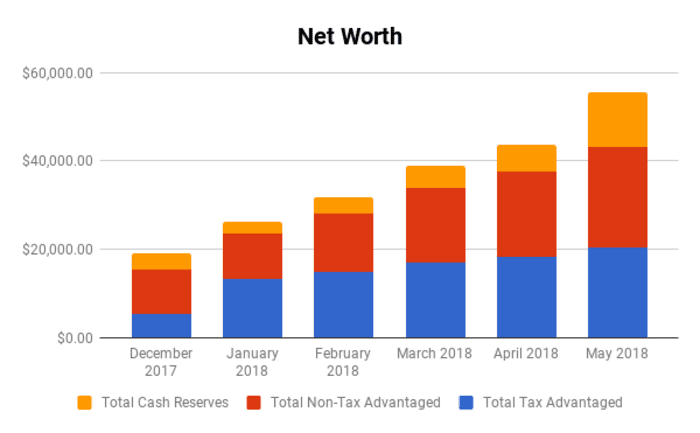 Net Worth
$60,000.00
$40,000.00
$20,000.00
$0.00
December
2017
January
2018
February
2018
March 2018
April 2018
May 2018
Total Cash Reserves
Total Non-Tax Advantaged
Total Tax Advantaged